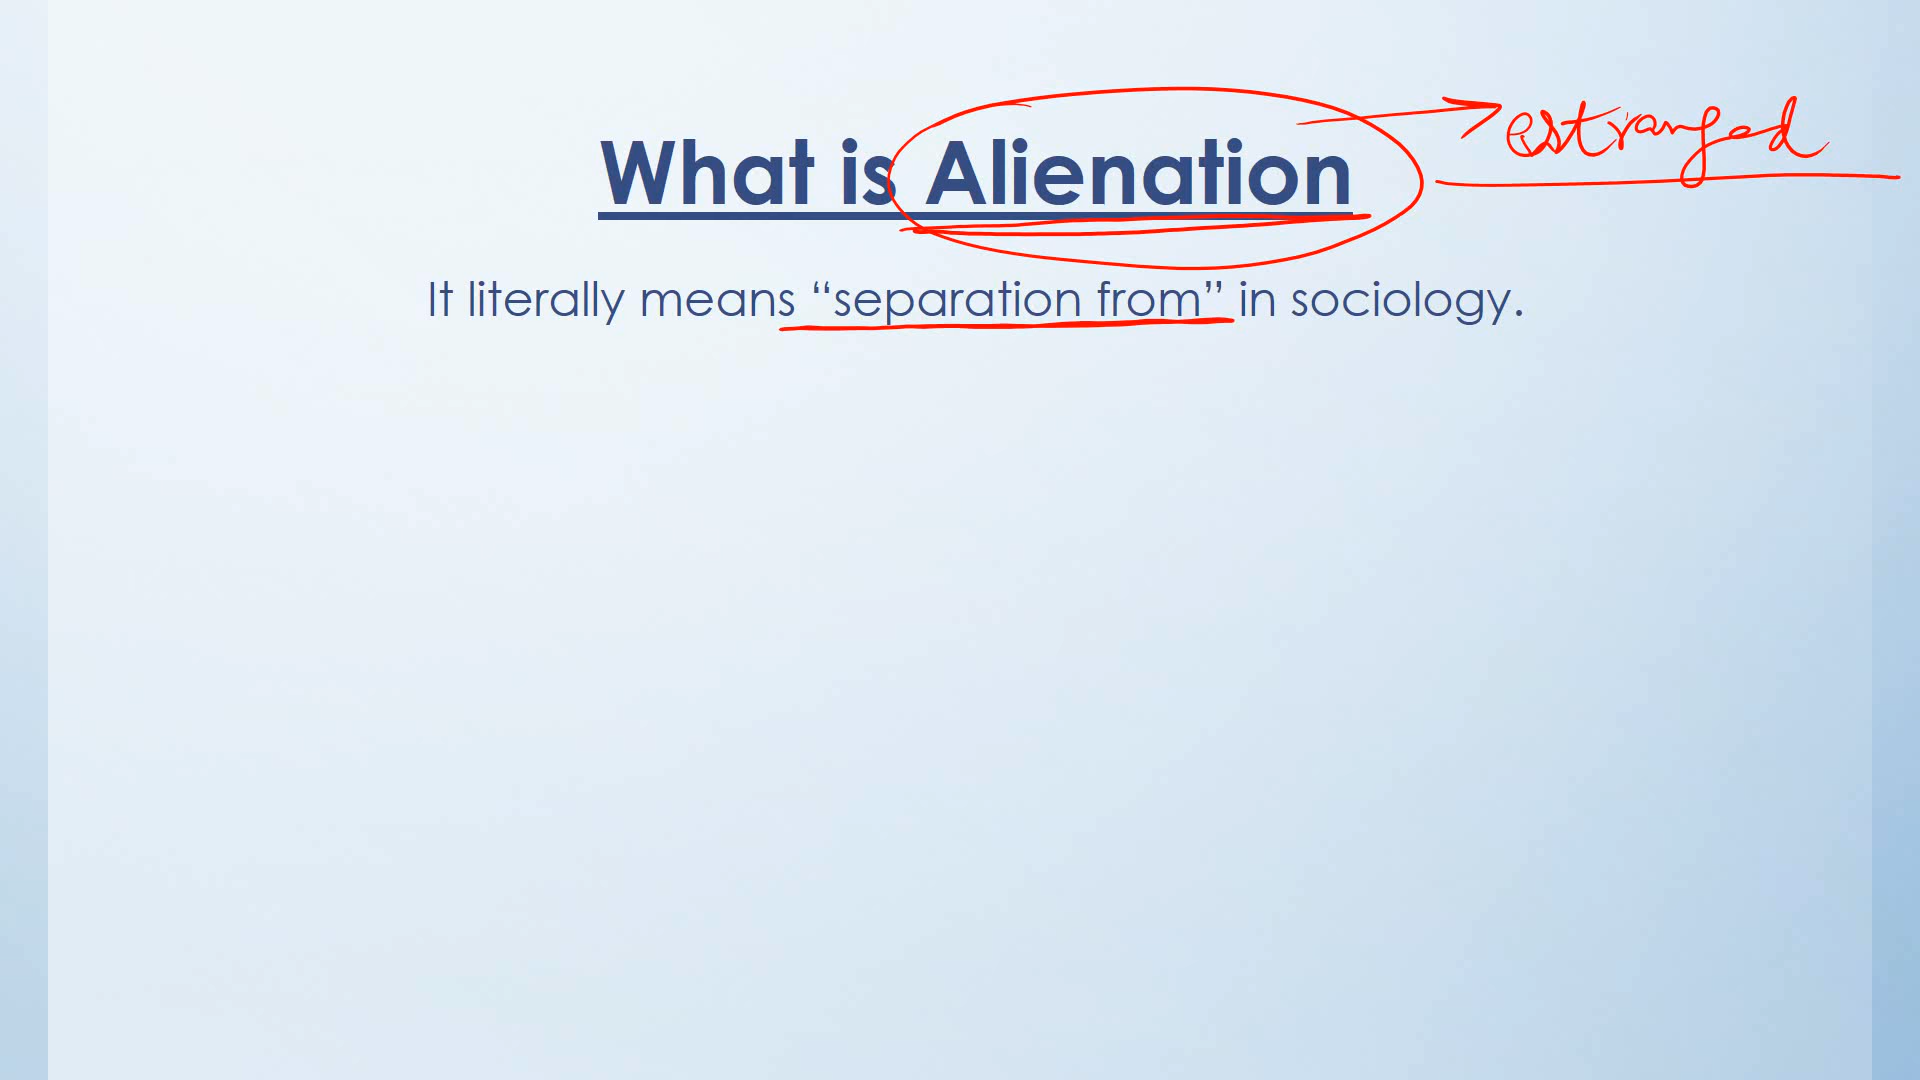 What is Alienation
estranged
It literally means “separation from” in sociology.